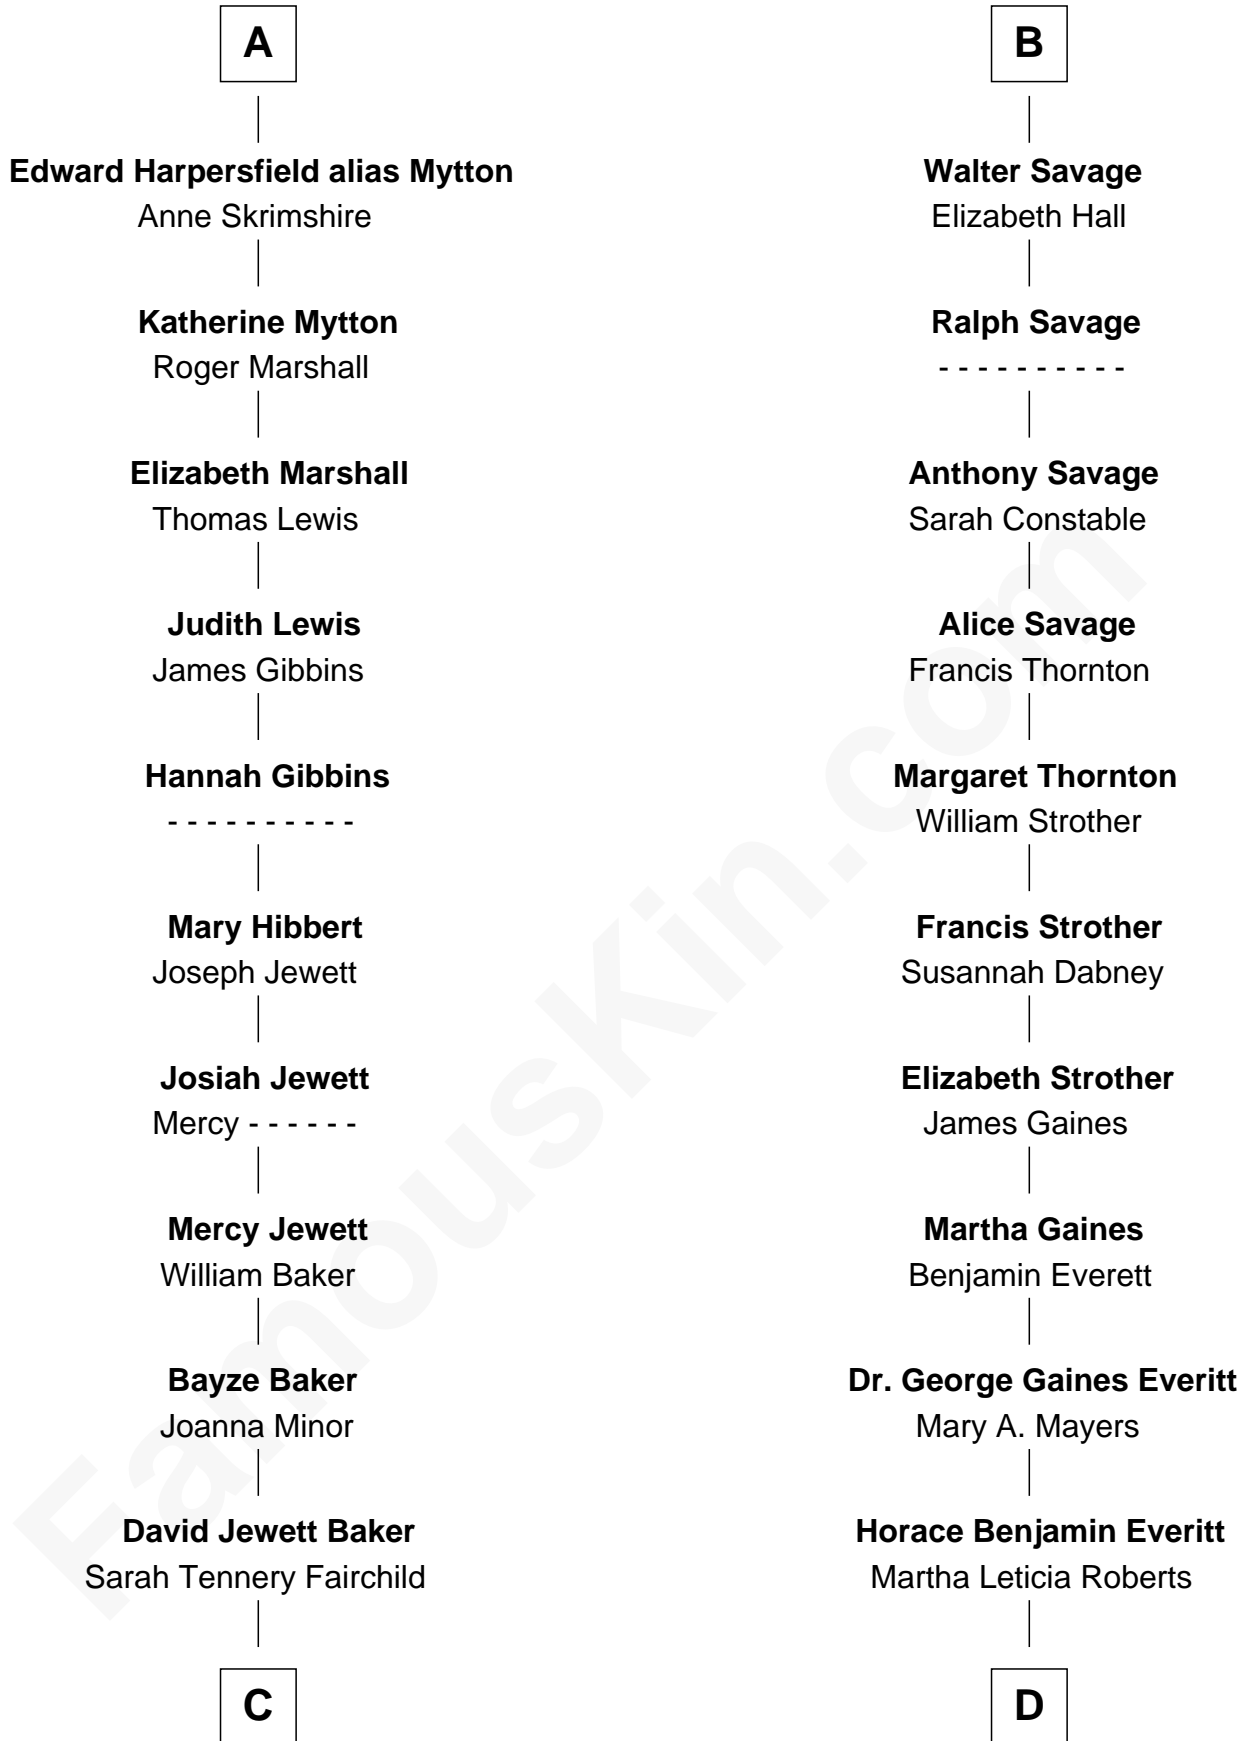 A
Edward Harpersfield alias Mytton
Anne Skrimshire
Katherine Mytton
Roger Marshall
Elizabeth Marshall
Thomas Lewis
Judith Lewis
James Gibbins
Hannah Gibbins
- - - - - - - - - -
Mary Hibbert
Joseph Jewett
Josiah Jewett
Mercy - - - - - -
Mercy Jewett
William Baker
Bayze Baker
Joanna Minor
David Jewett Baker
Sarah Tennery Fairchild
C
B
Walter Savage
Elizabeth Hall
Ralph Savage
- - - - - - - - - -
Anthony Savage
Sarah Constable
Alice Savage
Francis Thornton
Margaret Thornton
William Strother
Francis Strother
Susannah Dabney
Elizabeth Strother
James Gaines
Martha Gaines
Benjamin Everett
Dr. George Gaines Everitt
Mary A. Mayers
Horace Benjamin Everitt
Martha Leticia Roberts
D
FamousKin.com